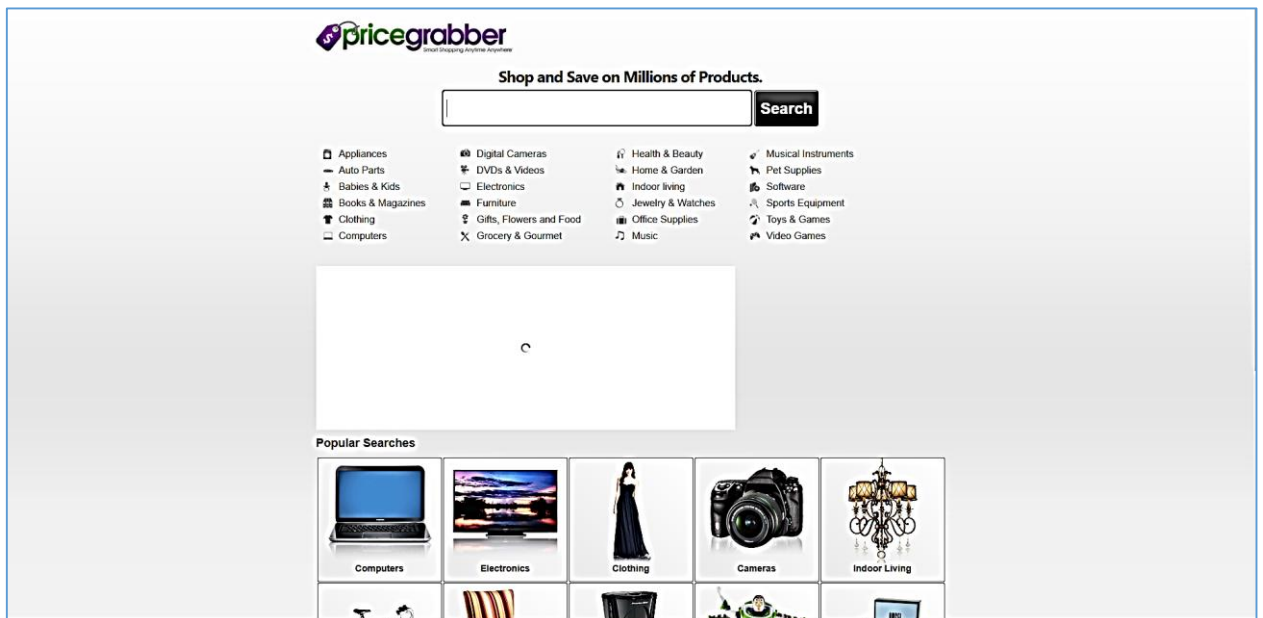 pricegrabber
Smart Shopping Anytime Anywhere
Shop and Save on Millions of Products.
Search
Appliances
Auto Parts
Babies & Kids
Books & Magazines
Clothing
Computers
Digital Cameras
DVDs & Videos
Electronics
Furniture
Gifts, Flowers and Food
Grocery & Gourmet
Health & Beauty
Home & Garden
Indoor living
Jewelry & Watches
Office Supplies
Music
Musical Instruments
Pet Supplies
Software
Sports Equipment
Toys & Games
Video Games
Popular Searches
Computers
Electronics
Clothing
Cameras
Indoor Living